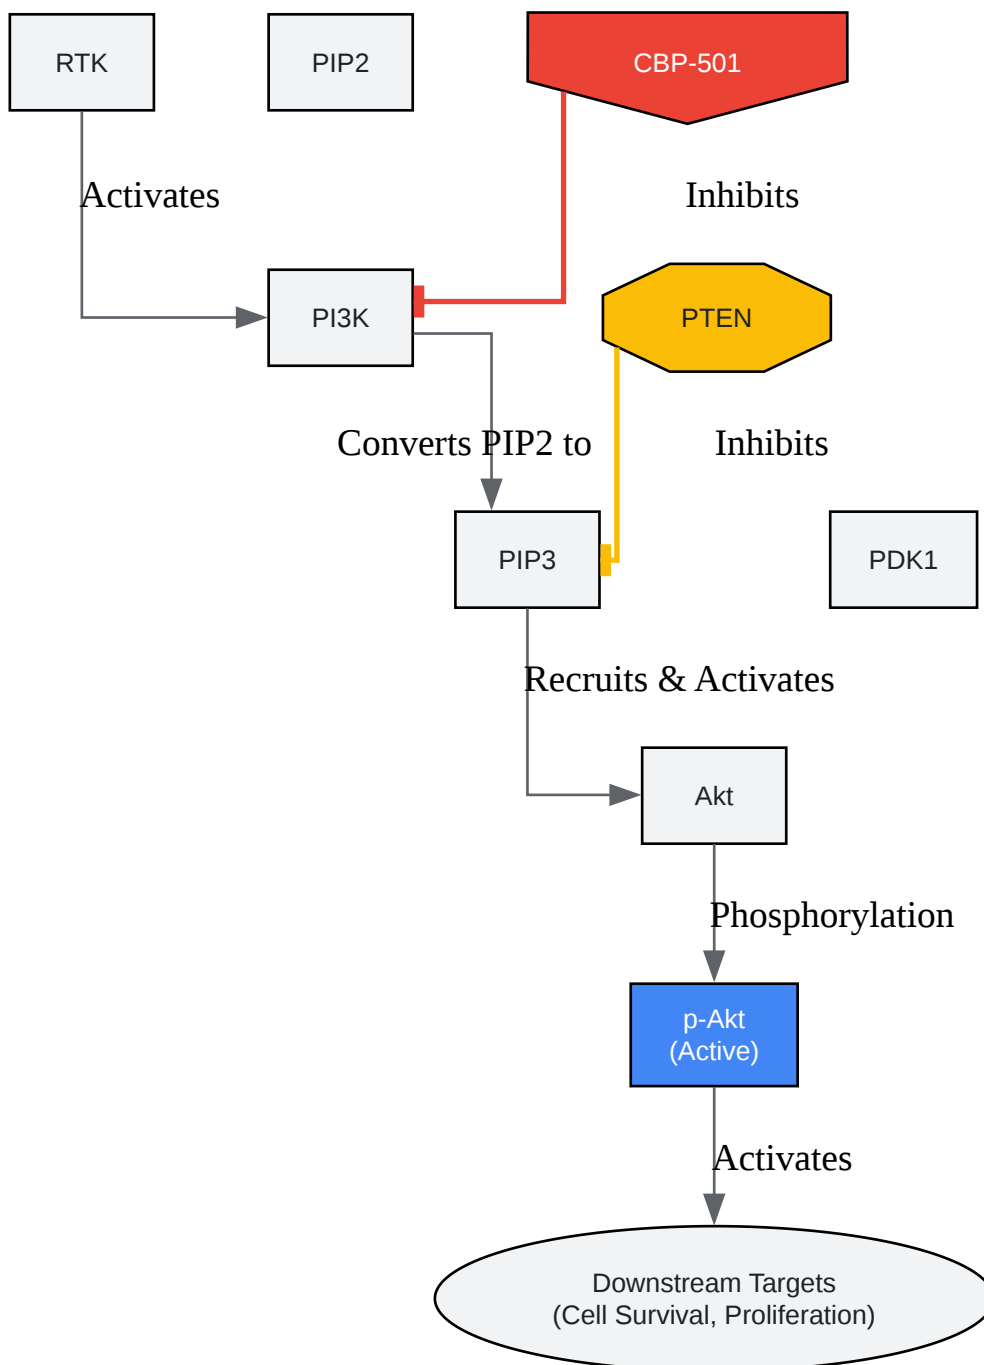 RTK
PIP2
CBP-501
Activates
Inhibits
PI3K
PTEN
Converts PIP2 to
Inhibits
PIP3
PDK1
Recruits & Activates
Akt
Phosphorylation
p-Akt
(Active)
Activates
Downstream Targets
(Cell Survival, Proliferation)